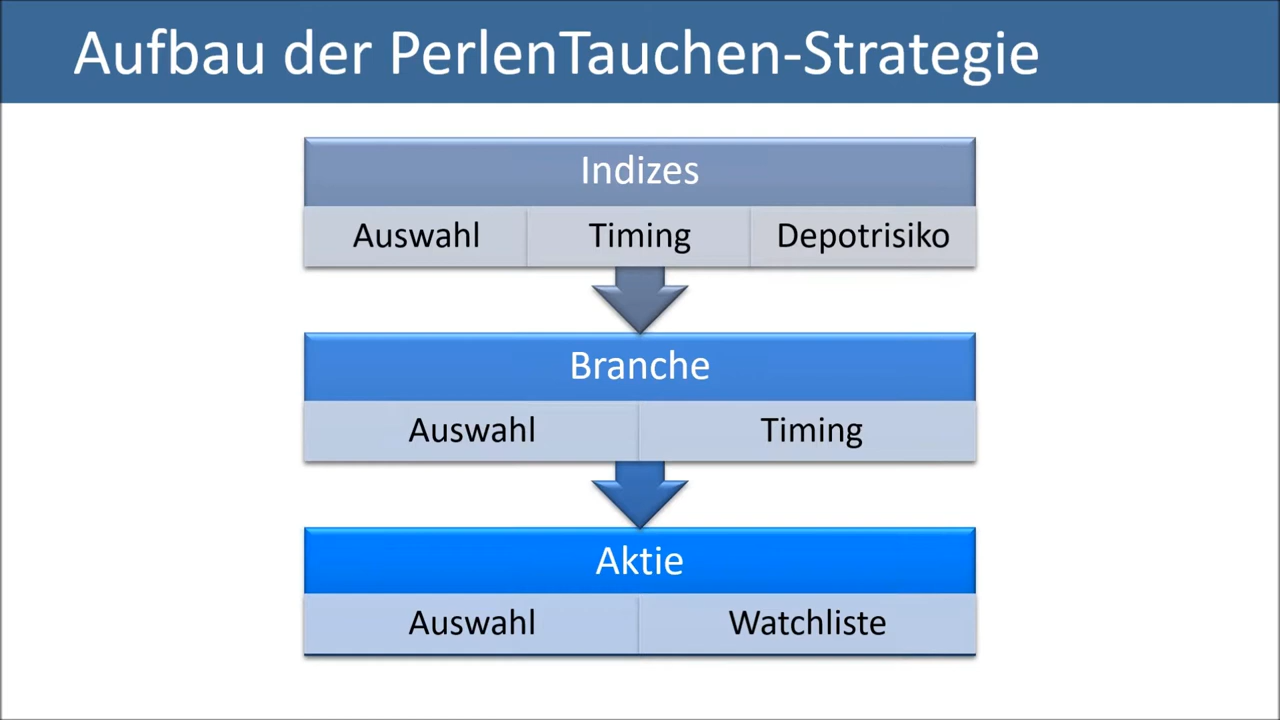 Aufbau der PerlenTauchen-Strategie
Indizes
Auswahl Timing Depotrisiko
Branche
Auswahl Timing
Aktie
Auswahl Watchliste